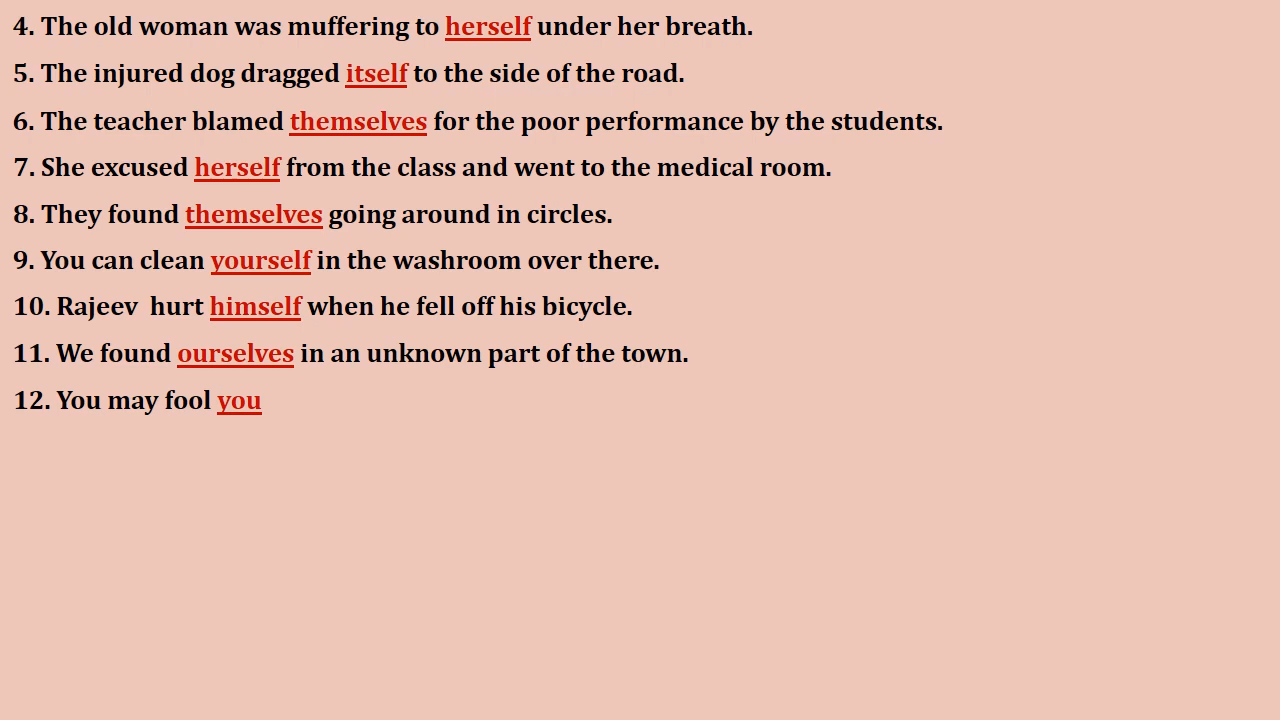 4. The old woman was muffering to herself under her breath.
5. The injured dog dragged itself to the side of the road.
6. The teacher blamed themselves for the poor performance by the students.
7. She excused herself from the class and went to the medical room.
8. They found themselves going around in circles.
9. You can clean yourself in the washroom over there.
10. Rajeev  hurt himself when he fell off his bicycle.
11. We found ourselves in an unknown part of the town.
12. You may fool you